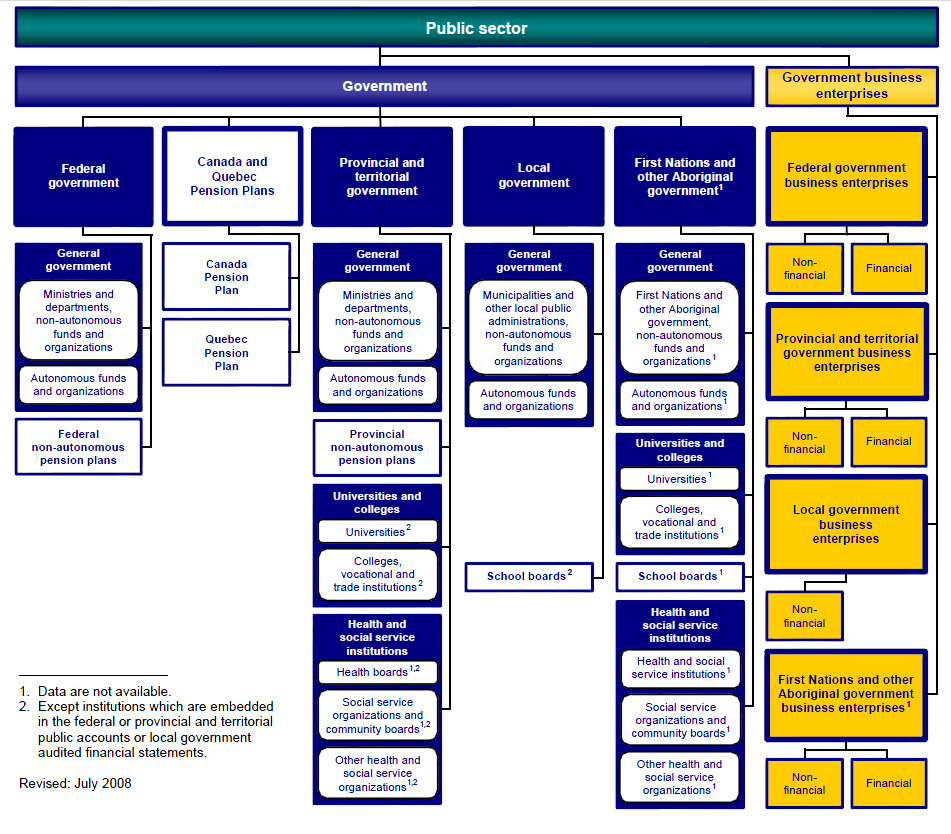 Public sector
Government
Government business
enterprises
Federal
government
Canada and
Quebec
Pension Plans
Provincial and
territorial
government
Local
government
First Nations and
other Aboriginal
government1
Federal government
business enterprises
General
government
Ministries and
departments,
non-autonomous
funds and
organizations
Autonomous funds
and organizations
Federal
non-autonomous
pension plans
Canada
Pension
Plan
Quebec
Pension
Plan
General
government
Ministries and
departments,
non-autonomous
funds and
organizations
Autonomous funds
and organizations
Provincial
non-autonomous
pension plans
Universities and
colleges
Universities2
Colleges,
vocational and
trade institutions2
Health and
social service
institutions
Health boards1,2
Social service
organizations and
community boards1,2
Other health and
social service
organizations1,2
General
government
Municipalities and
other local public
administrations,
non-autonomous
funds and
organizations
Autonomous funds
and organizations
School boards2
General
government
First Nations and
other Aboriginal
government,
non-autonomous
funds and
organizations1
Autonomous funds
and organizations1
Universities and
colleges
Universities1
Colleges,
vocational and
trade institutions1
School boards1
Health and
social service
institutions
Health and social
service institutions1
Social service
organizations and
community boards1
Other health and
social service
organizations1
Non-
financial
Financial
Provincial and territorial
government business
enterprises
Non-
financial
Financial
Local government
business
enterprises
Non-
financial
First Nations and other
Aboriginal government
business enterprises1
Non-
financial
Financial
1. Data are not available.
2. Except institutions which are embedded
in the federal or provincial and territorial
public accounts or local government
audited financial statements.
Revised: July 2008